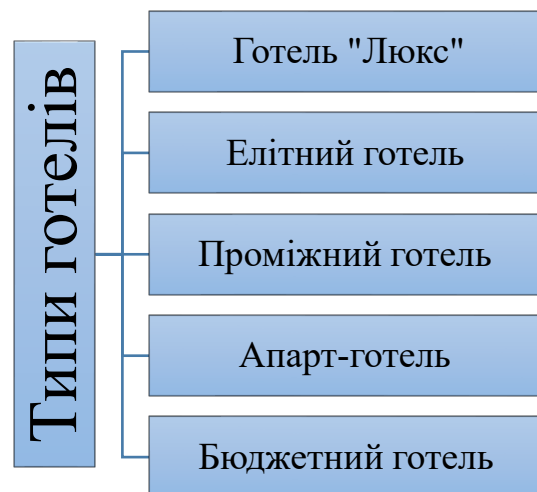 Типи готелів
Готель "Люкс"
Елітний готель
Проміжний готель
Апарт-готель
Бюджетний готель